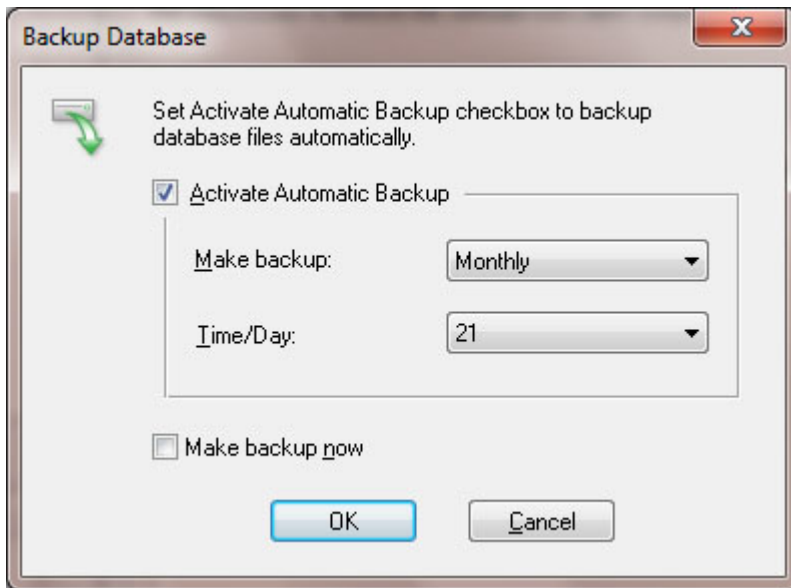 Backup Database
Set Activate Automatic Backup checkbox to backup
database files automatically.
Activate Automatic Backup
Make backup: Monthly
Time/Day: 21
Make backup now
OK Cancel